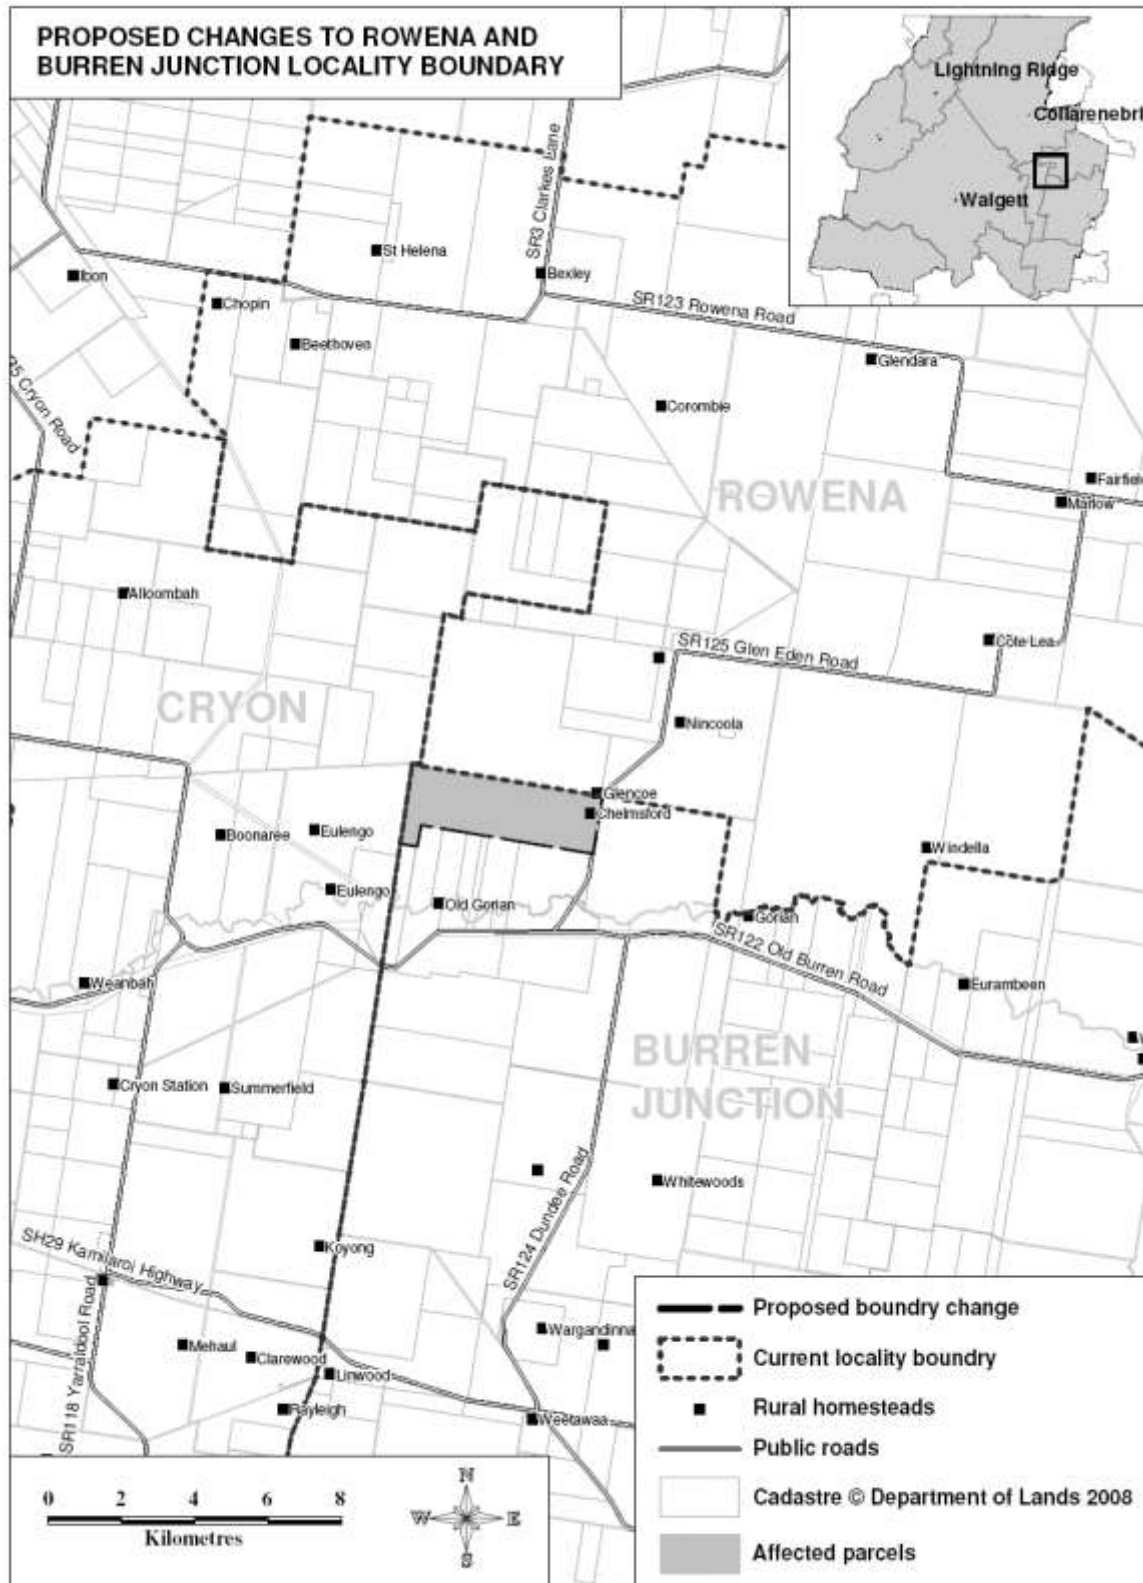 PROPOSED CHANGES TO ROWENA AND
BURREN JUNCTION LOCALITY BOUNDARY
Lightning Ridge
Collarenebri
Walgett
SR3 Clarkes Lane
St Helena
Ibon
Bexley
Chopin
SR123 Rowena Road
Beethoven
Glendara
R5 Cryon Road
Corombie
ROWENA
Fairfield
Marlow
Alloombah
Cote Lea
SR125 Glen Eden Road
CRYON
Nincoola
Glencoe
Chelmsford
Boonaree
Eulengo
Windella
Eulengo
Old Gorian
Gorian
SR122 Old Burren Road
Weanbah
Eurambeen
BURREN
JUNCTION
Cryon Station
Summerfield
Whitewoods
SR124 Dundee Road
SH29 Kamilaroi Highway
Koyong
SR118 Yarraldool Road
Mehaul
Clarewood
Linwood
Rayleigh
Wargandinna
Weetawaa
Proposed boundry change
Current locality boundry
Rural homesteads
Public roads
Cadastre © Department of Lands 2008
Affected parcels
0 2 4 6 8
Kilometres
N
W E
S